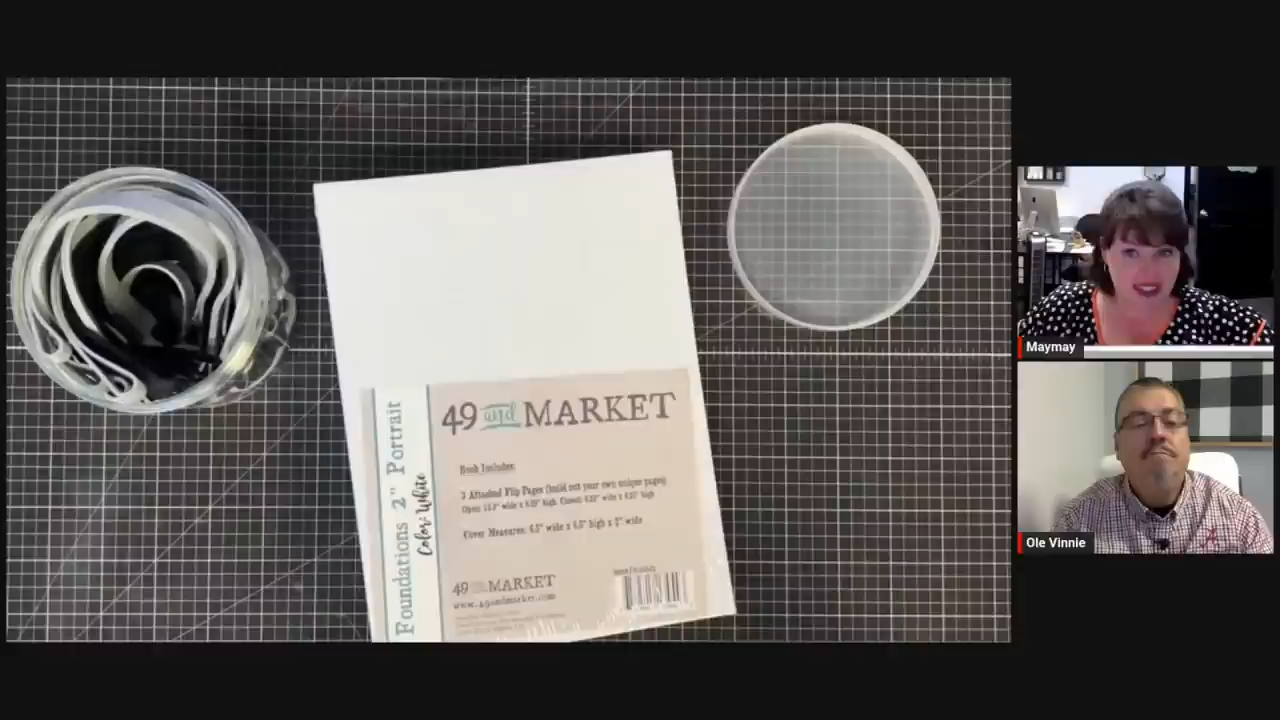 49 and MARKET
Foundations 2" Portrait
Color: White
Book Includes:
3 Attached Flip Pages (build out your own unique pages)
Cover Measures: 6.5" wide x 8.5" high x 2" wide
49 MARKET
www.49andmarket.com
Maymay
Ole Vinnie